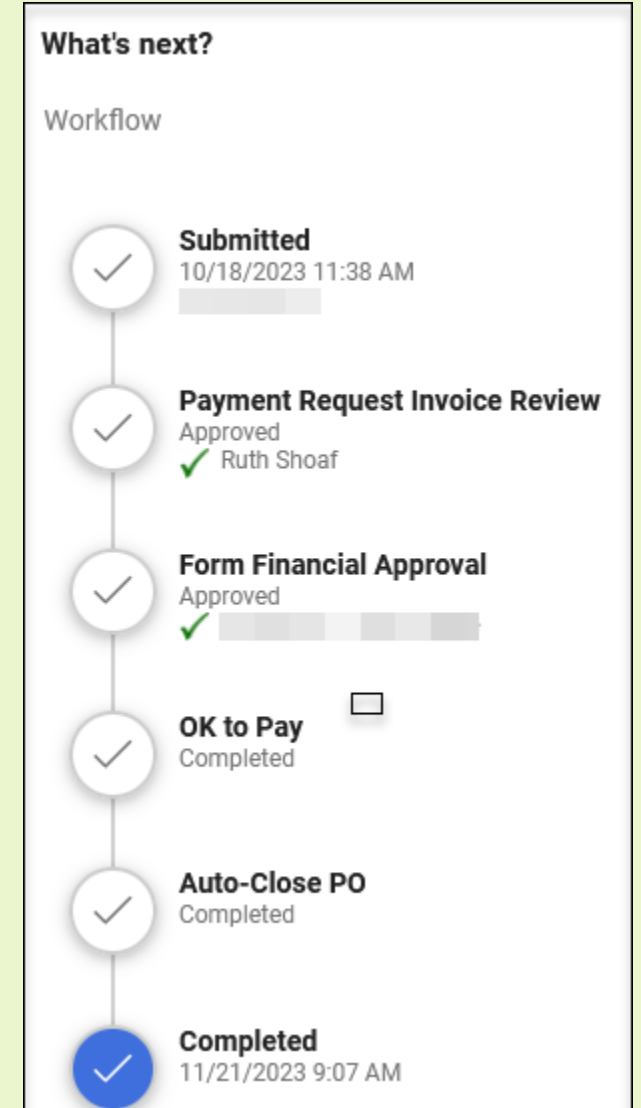 What's next?
Workflow
Submitted
10/18/2023 11:38 AM
Payment Request Invoice Review
Approved
Ruth Shoaf
Form Financial Approval
Approved
OK to Pay
Completed
Auto-Close PO
Completed
Completed
11/21/2023 9:07 AM